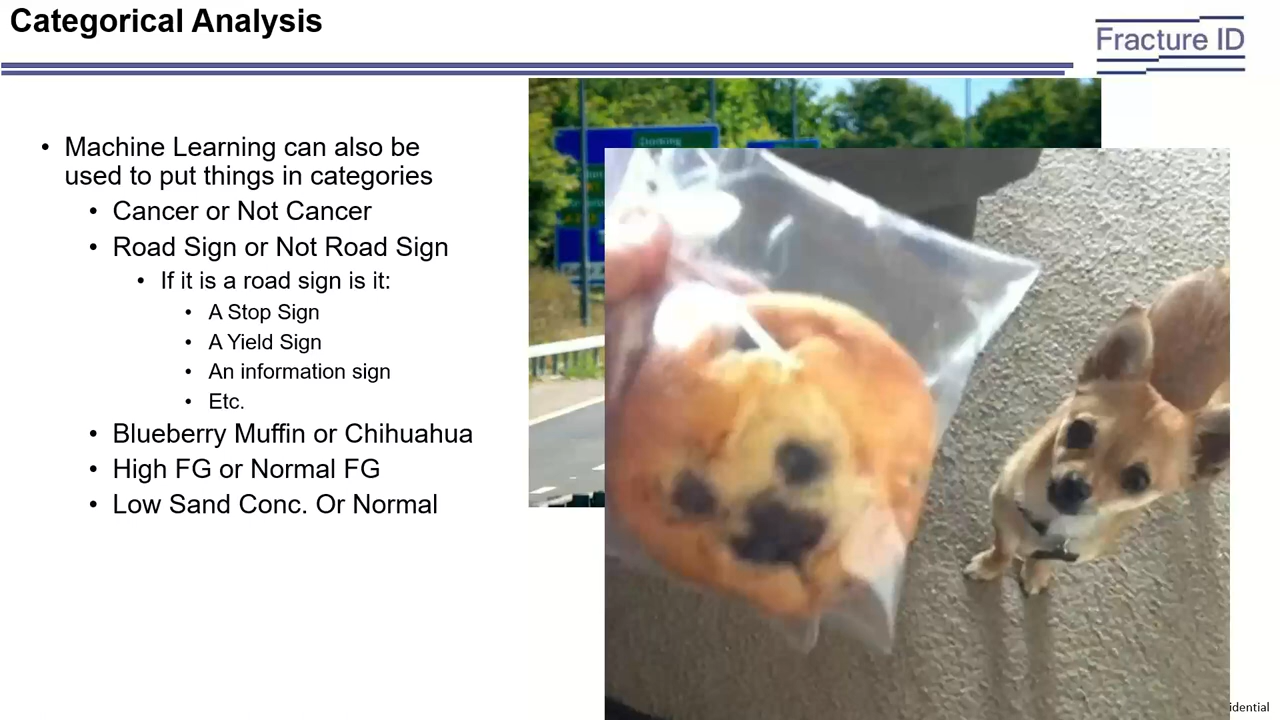 Categorical Analysis
Fracture ID
• Machine Learning can also be
used to put things in categories
• Cancer or Not Cancer
• Road Sign or Not Road Sign
• If it is a road sign is it:
• A Stop Sign
• A Yield Sign
• An information sign
• Etc.
• Blueberry Muffin or Chihuahua
• High FG or Normal FG
• Low Sand Conc. Or Normal
idential